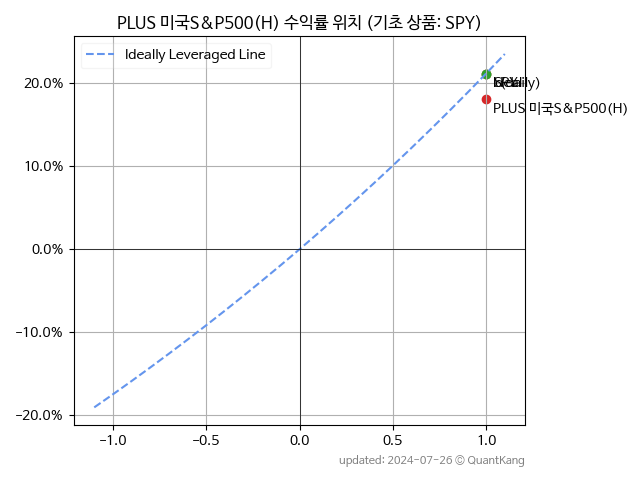 PLUS 미국S&P500(H) 수익률 위치 (기초 상품: SPY)
Ideally Leveraged Line
20.0%
10.0%
0.0%
−10.0%
−20.0%
PLUS 미국S&P500(H)
−1.0
−0.5
0.0
0.5
1.0
updated: 2024-07-26 © QuantKang